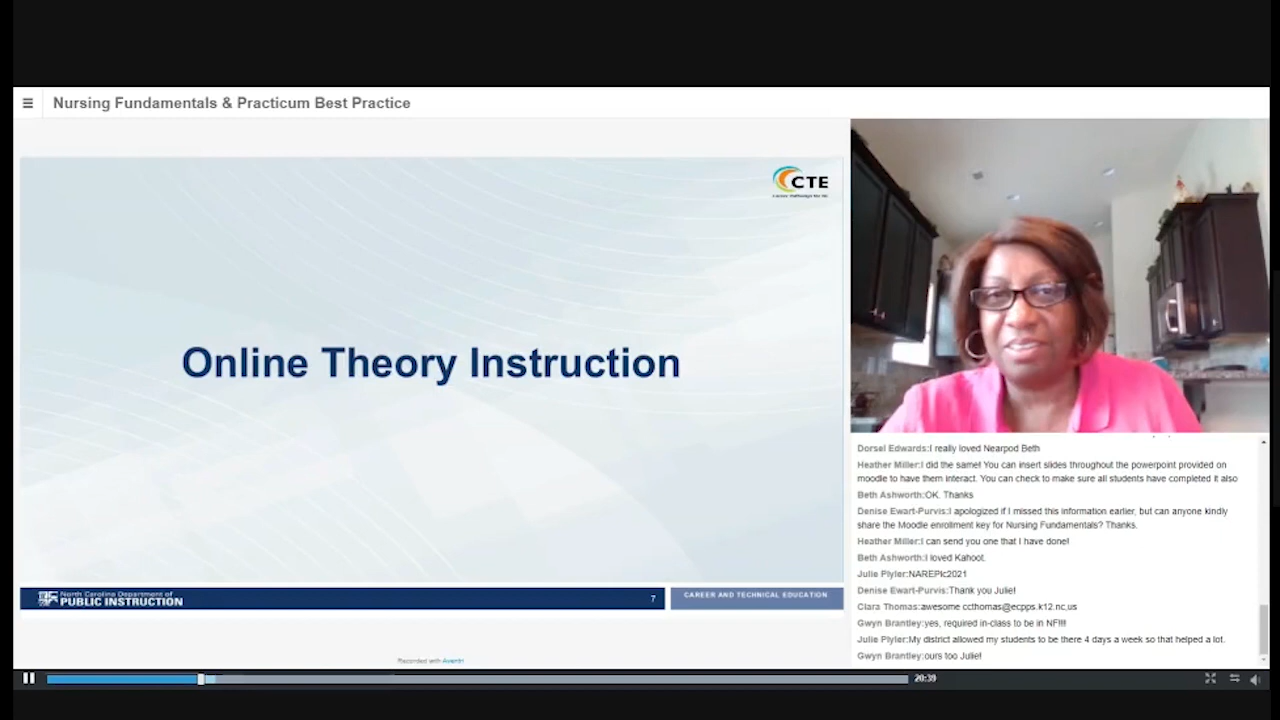 Nursing Fundamentals & Practicum Best Practice
CTE
Online Theory Instruction
North Carolina Department of
PUBLIC INSTRUCTION
7
CAREER AND TECHNICAL EDUCATION
Dorsel Edwards:I really loved Nearpod Beth
Heather Miller:I did the same! You can insert slides throughout the powerpoint provided on
moodle to have them interact. You can check to make sure all students have completed it also
Beth Ashworth:OK. Thanks
Denise Ewart-Purvis:I apologized if I missed this information earlier, but can anyone kindly
share the Moodle enrollment key for Nursing Fundamentals? Thanks.
Heather Miller:I can send you one that I have done!
Beth Ashworth:I loved Kahoot.
Julie Plyler:NAREPlc2021
Denise Ewart-Purvis:Thank you Julie!
Clara Thomas:awesome ccthomas@ecpps.k12.nc,us
Gwyn Brantley:yes, required in-class to be in NF!!!!
Julie Plyler:My district allowed my students to be there 4 days a week so that helped a lot.
Gwyn Brantley:ours too Julie!
Recorded with
20:39